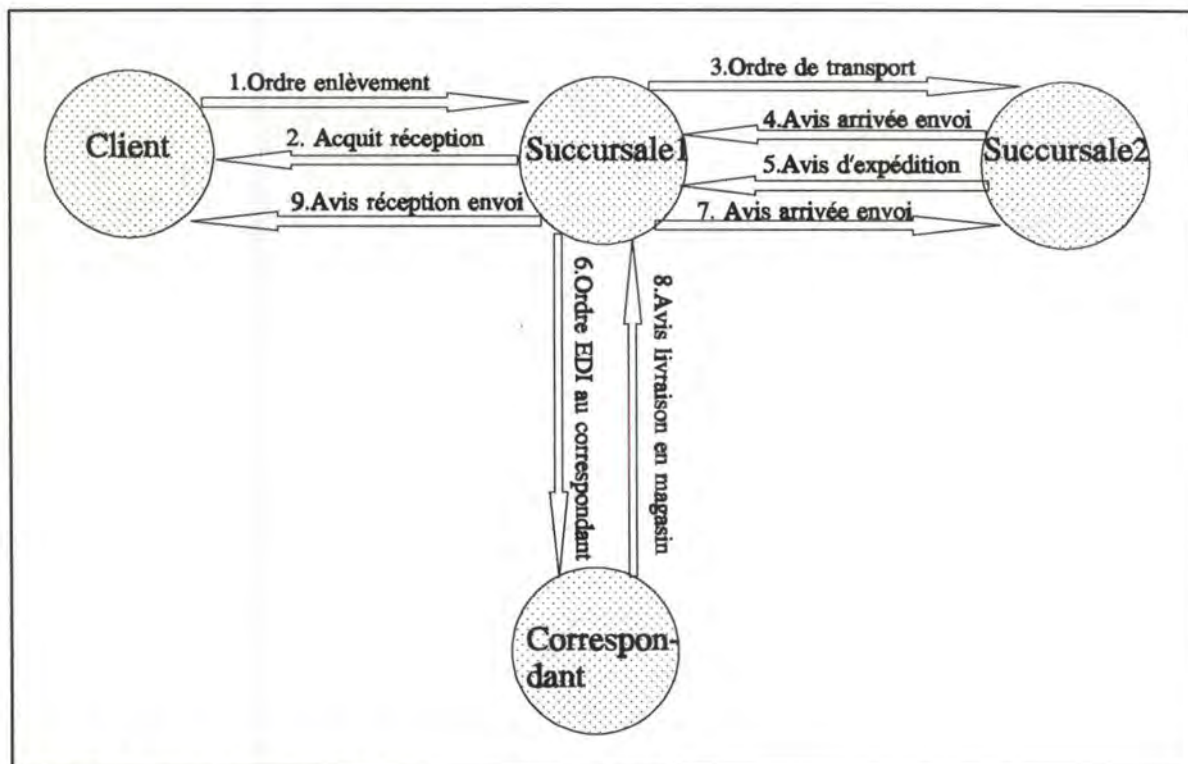 1.Ordre enlèvement
3.Ordre de transport
Client
2. Acquit réception
Succursale1
4.Avis arrivée envoi
Succursale2
5.Avis d'expédition
9.Avis réception envoi
7. Avis arrivée envoi
6.Ordre EDI au correspondant
8.Avis livraison en magasin
Correspon-
dant